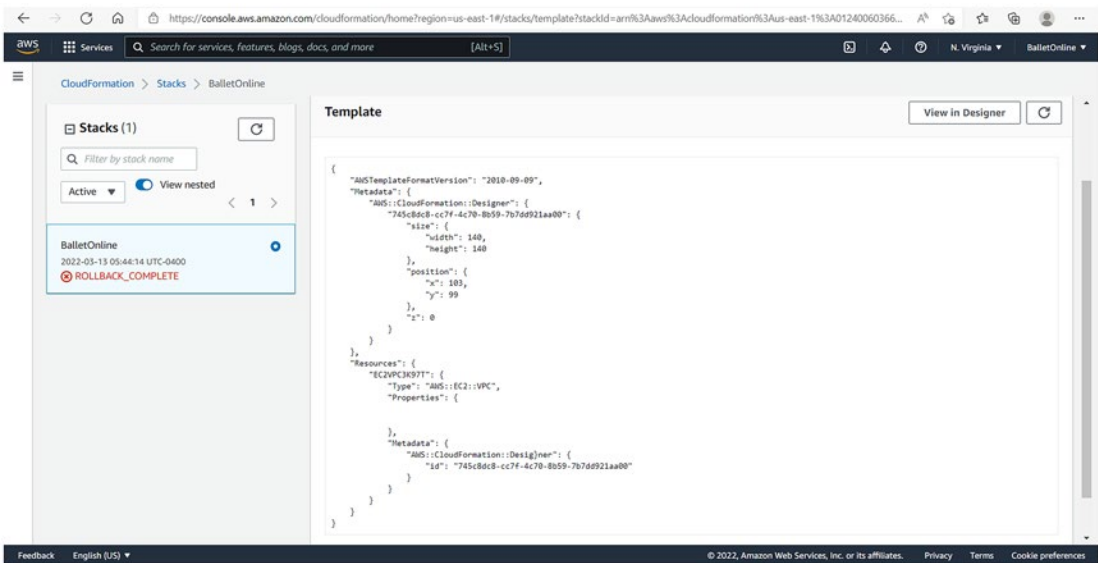 https://console.aws.amazon.com/cloudformation/home?region=us-east-1#/stacks/template?stackId=arn%3Aaws%3Acloudformation%3Aus-east-1%3A01240060366...
aws Services Search for services, features, blogs, docs, and more [Alt+S] N. Virginia ▼ BalletOnline ▼
CloudFormation > Stacks > BalletOnline
Stacks (1)
Filter by stack name
Active ▼ View nested
< 1 >
BalletOnline
2022-03-13 05:44:14 UTC-0400
ROLLBACK_COMPLETE
Template
View in Designer
{
"AWSTemplateFormatVersion": "2010-09-09",
"Metadata": {
"AWS::CloudFormation::Designer": {
"745c8dc8-cc7f-4c70-8b59-7b7dd921aa00": {
"size": {
"width": 140,
"height": 140
},
"position": {
"x": 103,
"y": 99
},
"z": 0
}
}
},
"Resources": {
"EC2VPC3K97T": {
"Type": "AWS::EC2::VPC",
"Properties": {
},
"Metadata": {
"AWS::CloudFormation::Desig}ner": {
"id": "745c8dc8-cc7f-4c70-8b59-7b7dd921aa00"
}
}
}
}
}
Feedback English (US) ▼ © 2022, Amazon Web Services, Inc. or its affiliates. Privacy Terms Cookie preferences